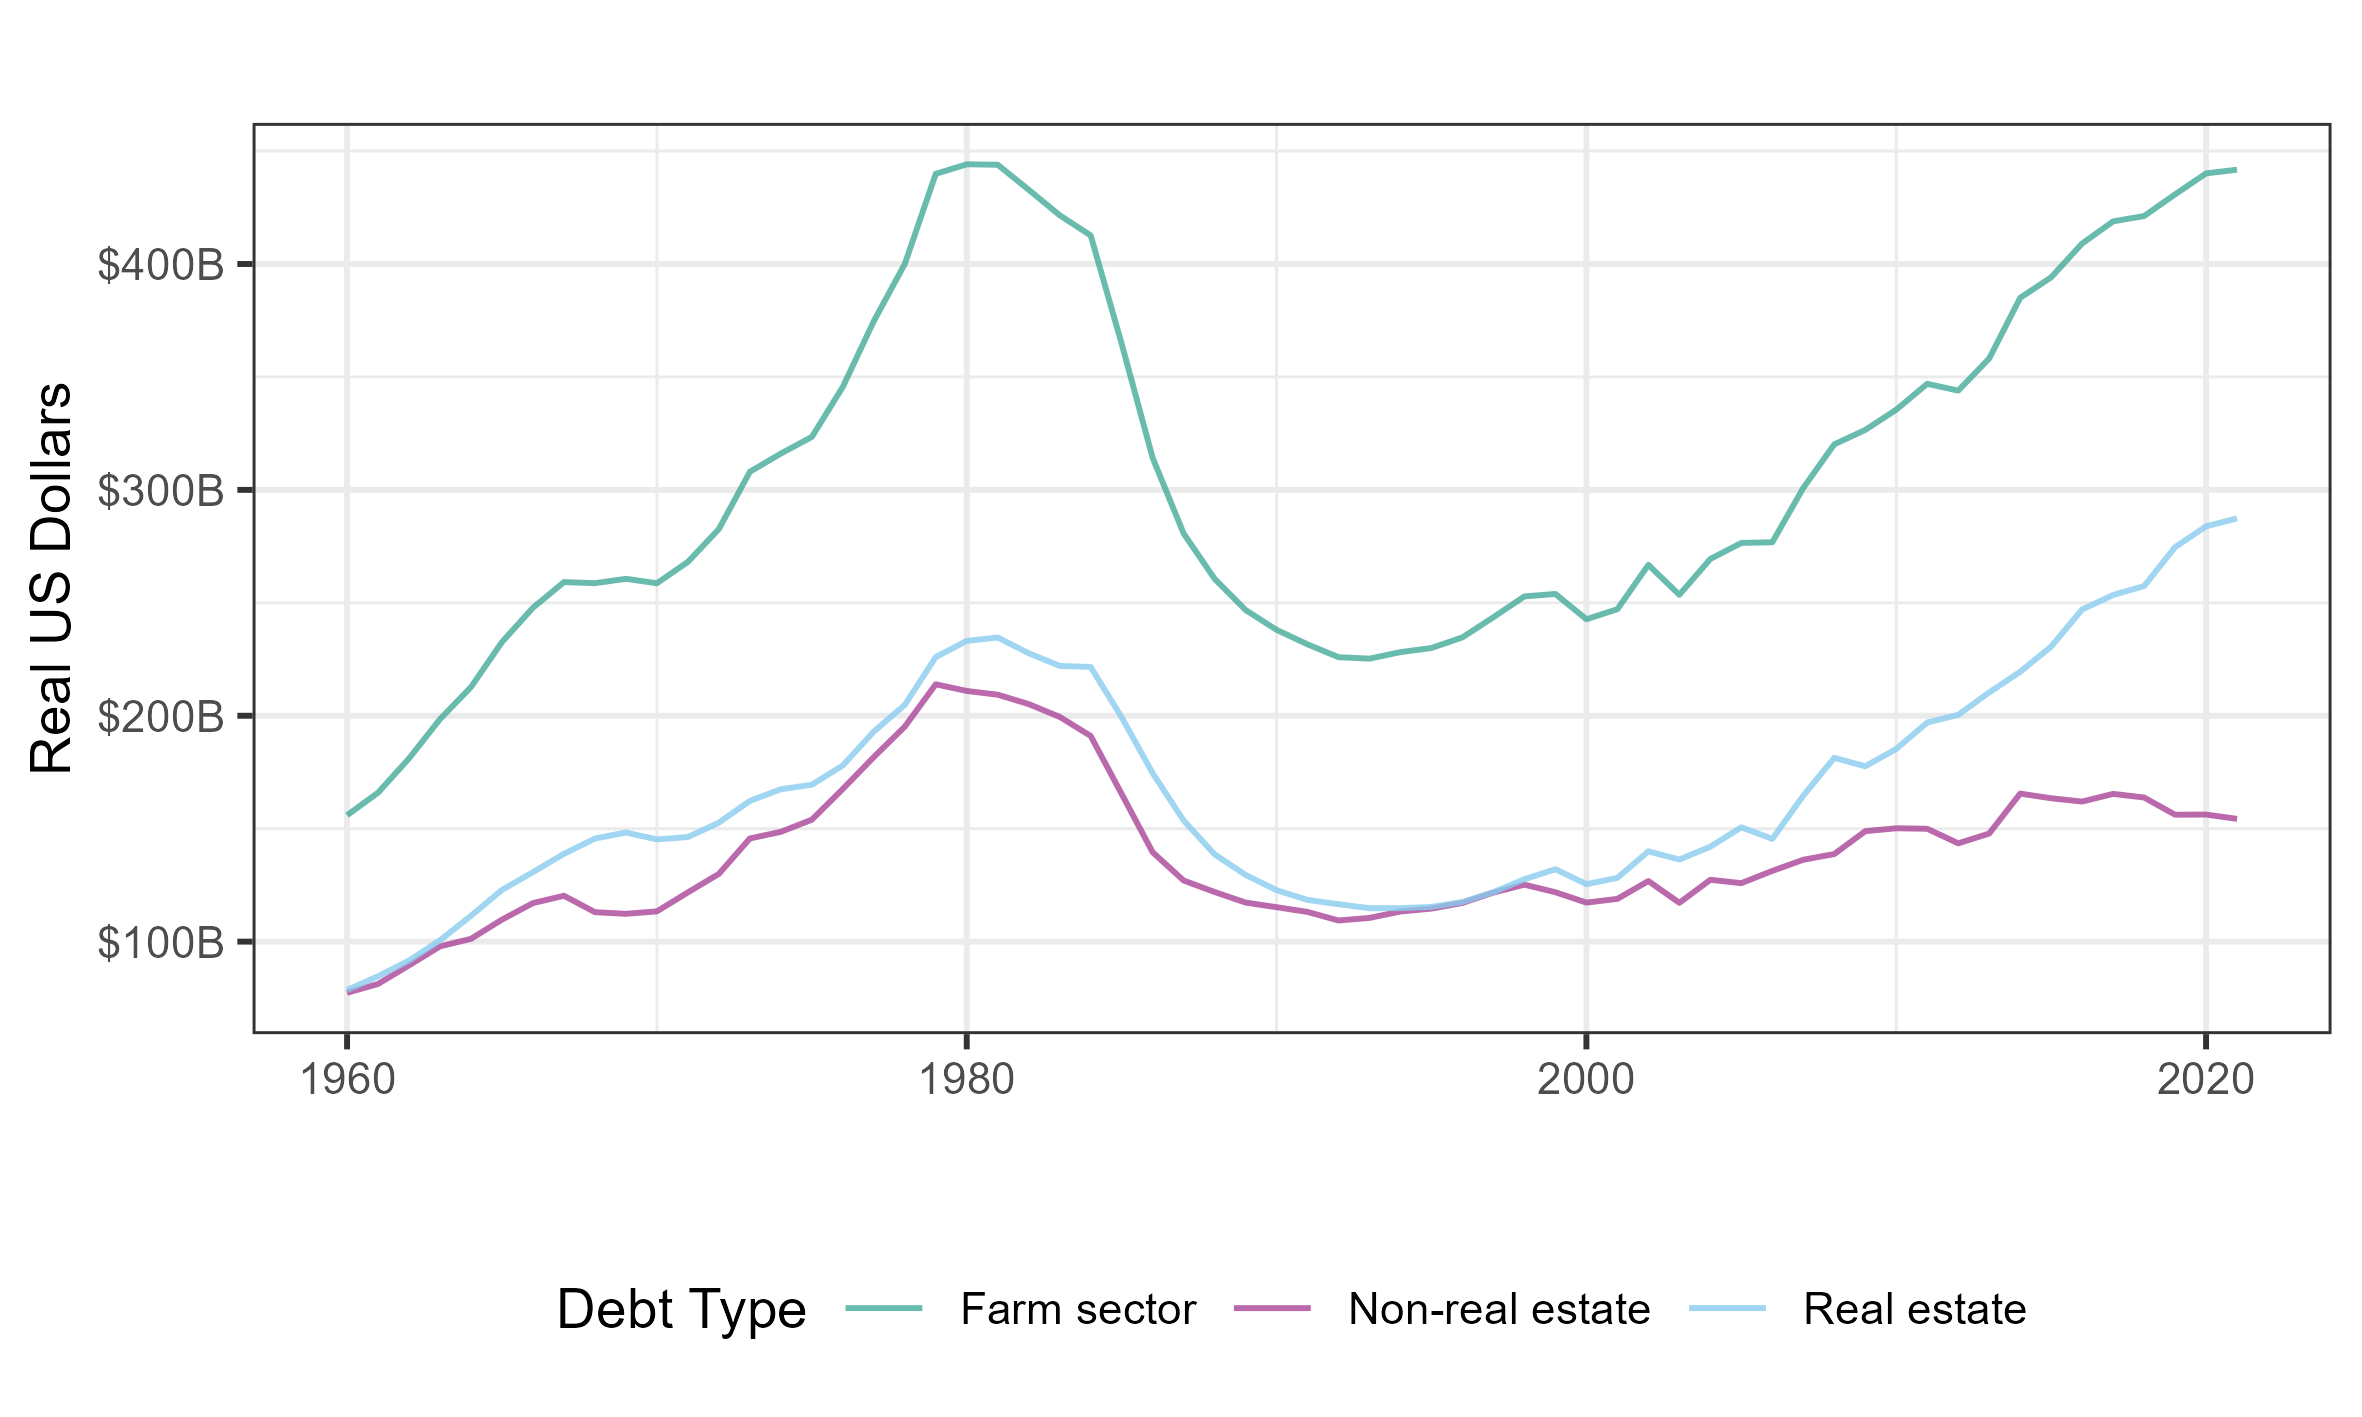 Real US Dollars
$400B
$300B
$200B
$100B
1960 1980 2000 2020
Debt Type Farm sector Non-real estate Real estate